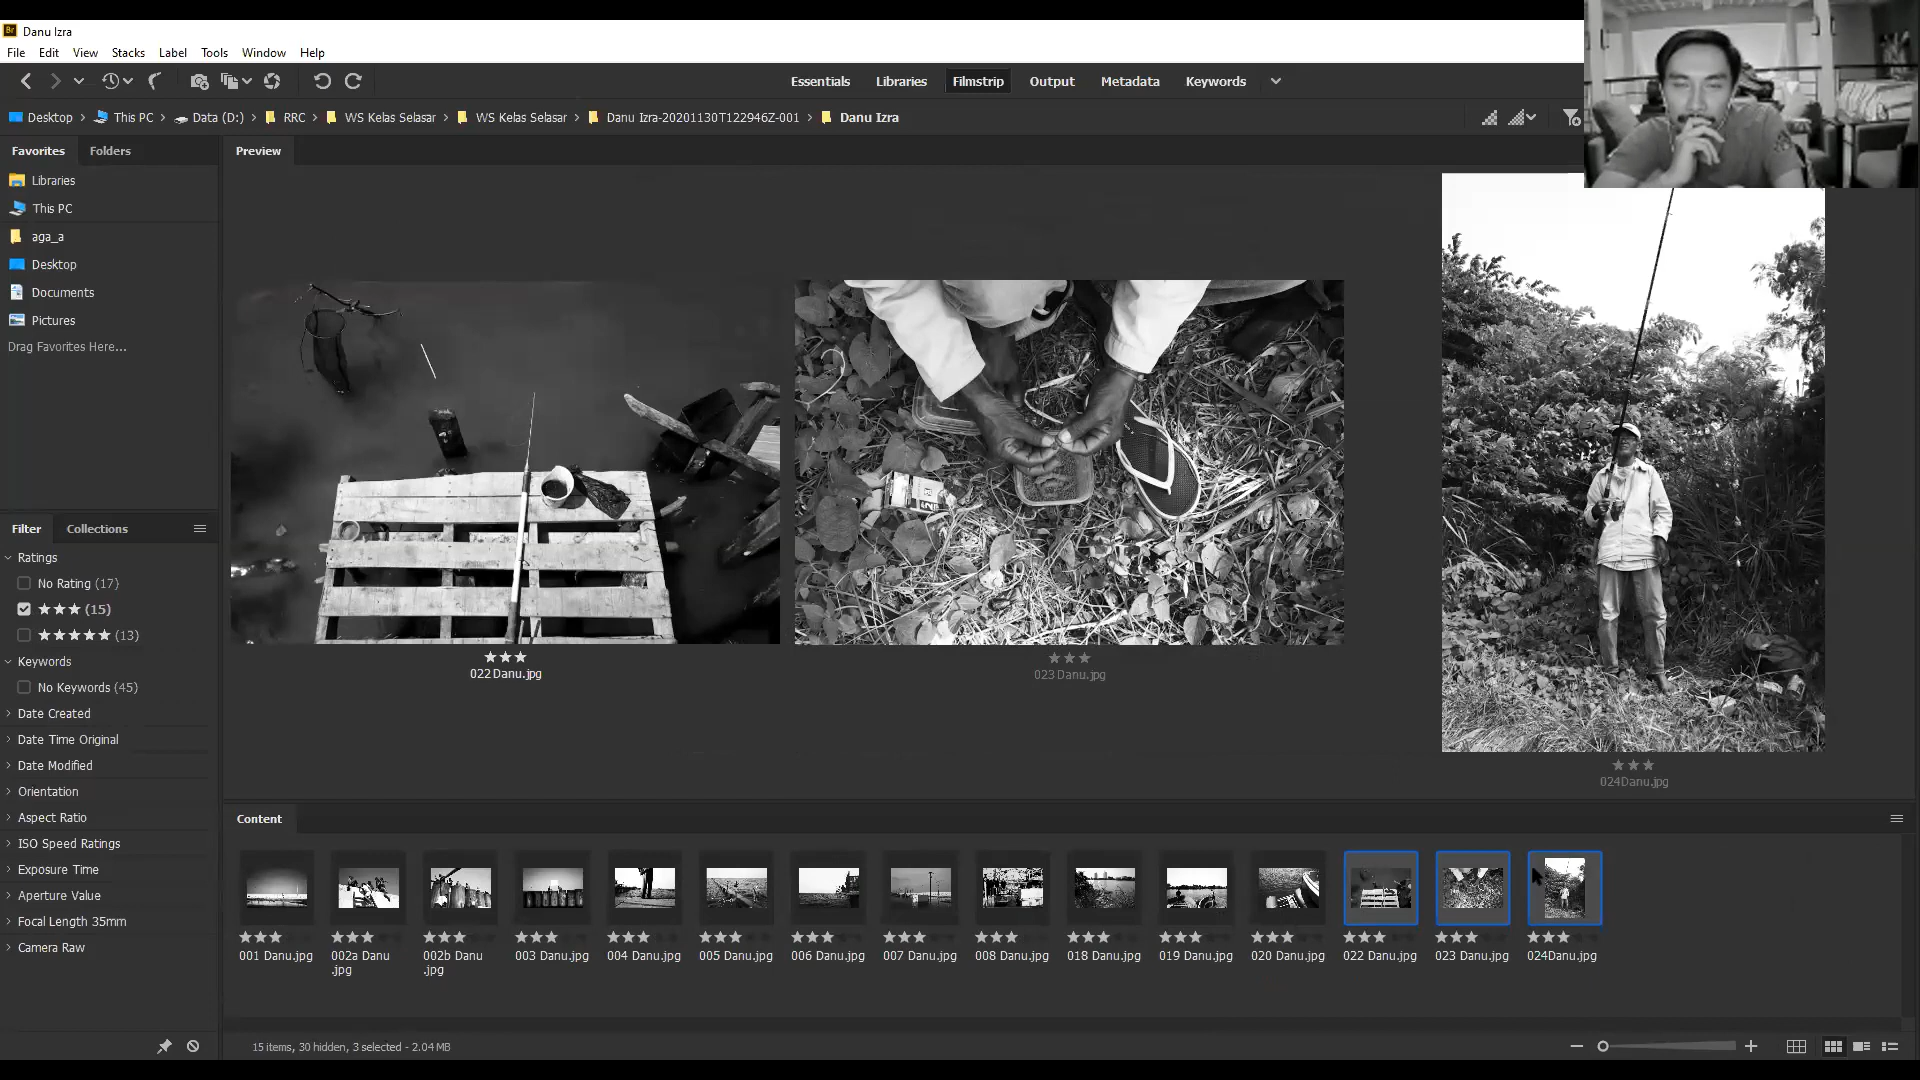 Br Danu Izra
File Edit View Stacks Label Tools Window Help
Essentials Libraries Filmstrip Output Metadata Keywords
Desktop This PC Data (D:) RRC WS Kelas Selasar WS Kelas Selasar Danu Izra-20201130T122946Z-001 Danu Izra
Favorites Folders
Preview
Libraries
This PC
aga_a
Desktop
Documents
Pictures
Drag Favorites Here...
★★★
022 Danu.jpg
★★★
023 Danu.jpg
★★★
024Danu.jpg
Filter Collections
Ratings
No Rating (17)
★★★ (15)
★★★★★ (13)
Keywords
No Keywords (45)
Date Created
Date Time Original
Date Modified
Orientation
Aspect Ratio
ISO Speed Ratings
Exposure Time
Aperture Value
Focal Length 35mm
Camera Raw
Content
★★★ ★★★ ★★★ ★★★ ★★★ ★★★ ★★★ ★★★ ★★★ ★★★ ★★★ ★★★ ★★★ ★★★ ★★★
001 Danu.jpg 002a Danu 002b Danu 003 Danu.jpg 004 Danu.jpg 005 Danu.jpg 006 Danu.jpg 007 Danu.jpg 008 Danu.jpg 018 Danu.jpg 019 Danu.jpg 020 Danu.jpg 022 Danu.jpg 023 Danu.jpg 024Danu.jpg
.jpg .jpg
15 items, 30 hidden, 3 selected - 2.04 MB